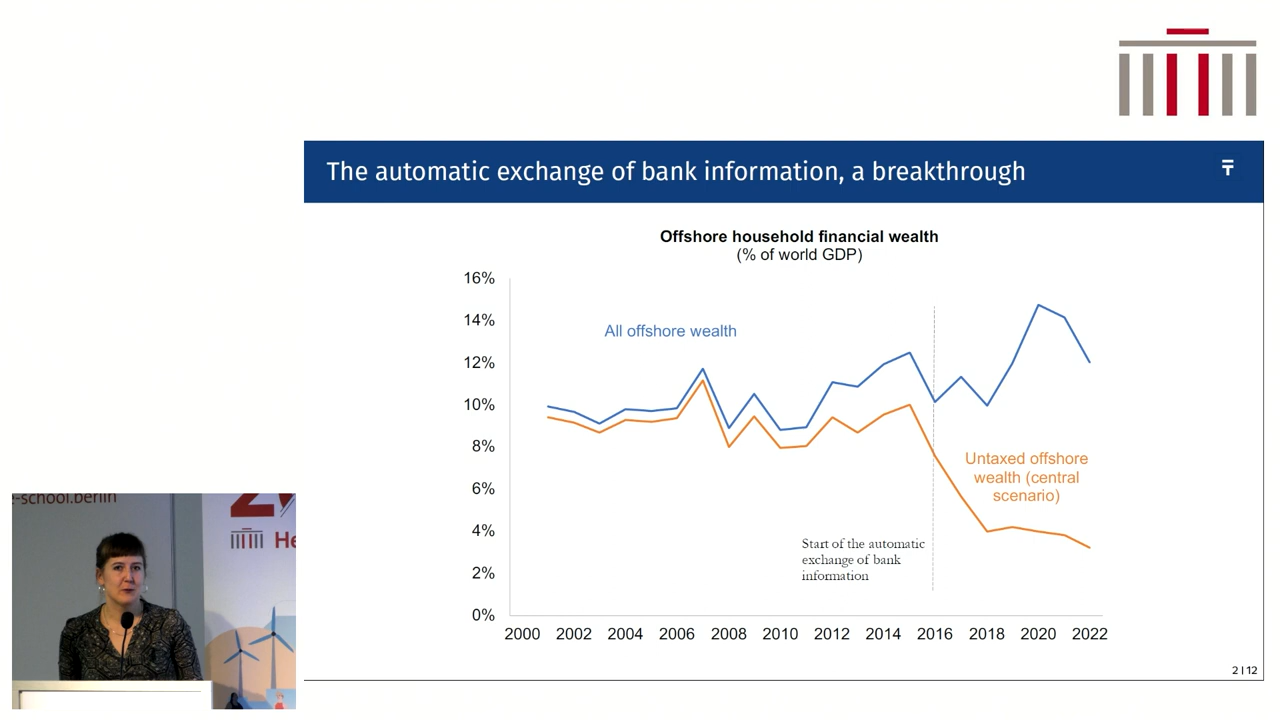 The automatic exchange of bank information, a breakthrough
Offshore household financial wealth
(% of world GDP)
16%
14%
12%
10%
8%
6%
4%
2%
0%
All offshore wealth
Untaxed offshore
wealth (central
scenario)
Start of the automatic
exchange of bank
information
2000 2002 2004 2006 2008 2010 2012 2014 2016 2018 2020 2022
2 | 12
e-school.berlin
He